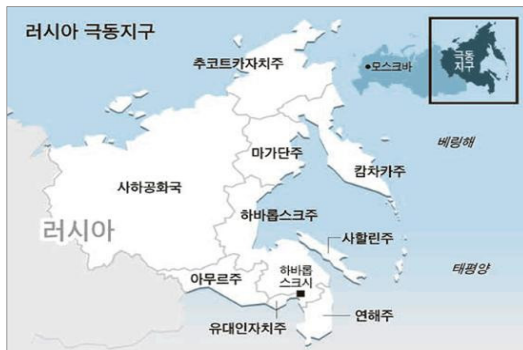 러시아 극동지구
추코트카자치주
모스크바
극동
지구
베링해
마가단주
캄차카주
사하공화국
하바롭스크주
러시아
사할린주
하바롭
스크시
태평양
아무르주
유대인자치주
연해주